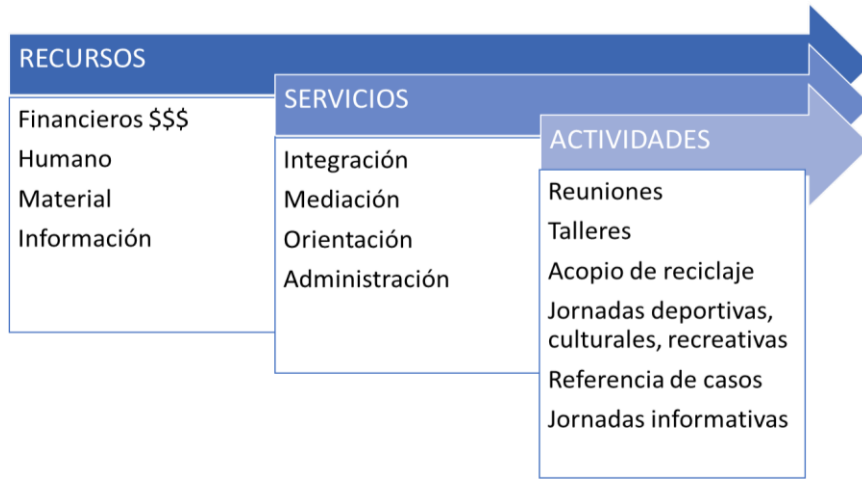 RECURSOS
Financieros $$$
Humano
Material
Información
SERVICIOS
Integración
Mediación
Orientación
Administración
ACTIVIDADES
Reuniones
Talleres
Acopio de reciclaje
Jornadas deportivas,
culturales, recreativas
Referencia de casos
Jornadas informativas